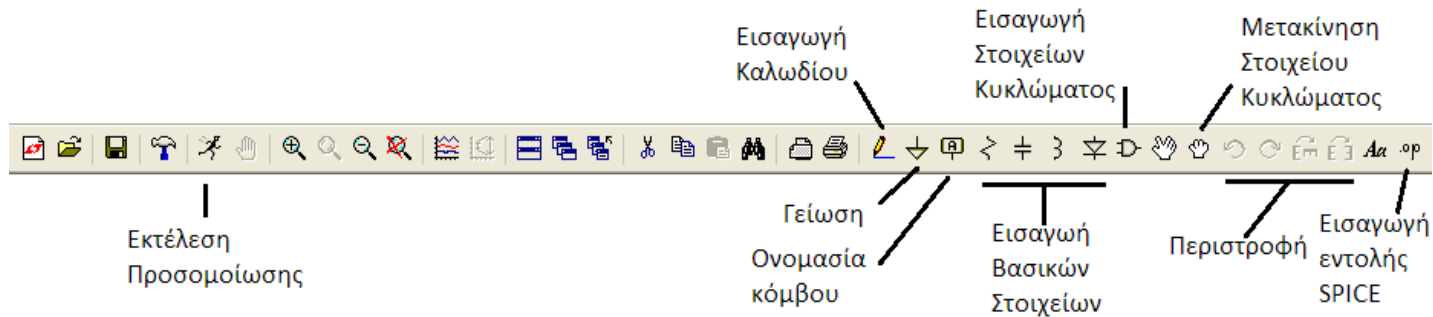 Εισαγωγή
Καλωδίου
Εισαγωγή
Στοιχείων
Κυκλώματος
Μετακίνηση
Στοιχείου
Κυκλώματος
A
Aa
.op
Εκτέλεση
Προσομοίωσης
Γείωση
Ονομασία
κόμβου
Εισαγωή
Βασικών
Στοιχείων
Περιστροφή
Εισαγωγή
εντολής
SPICE